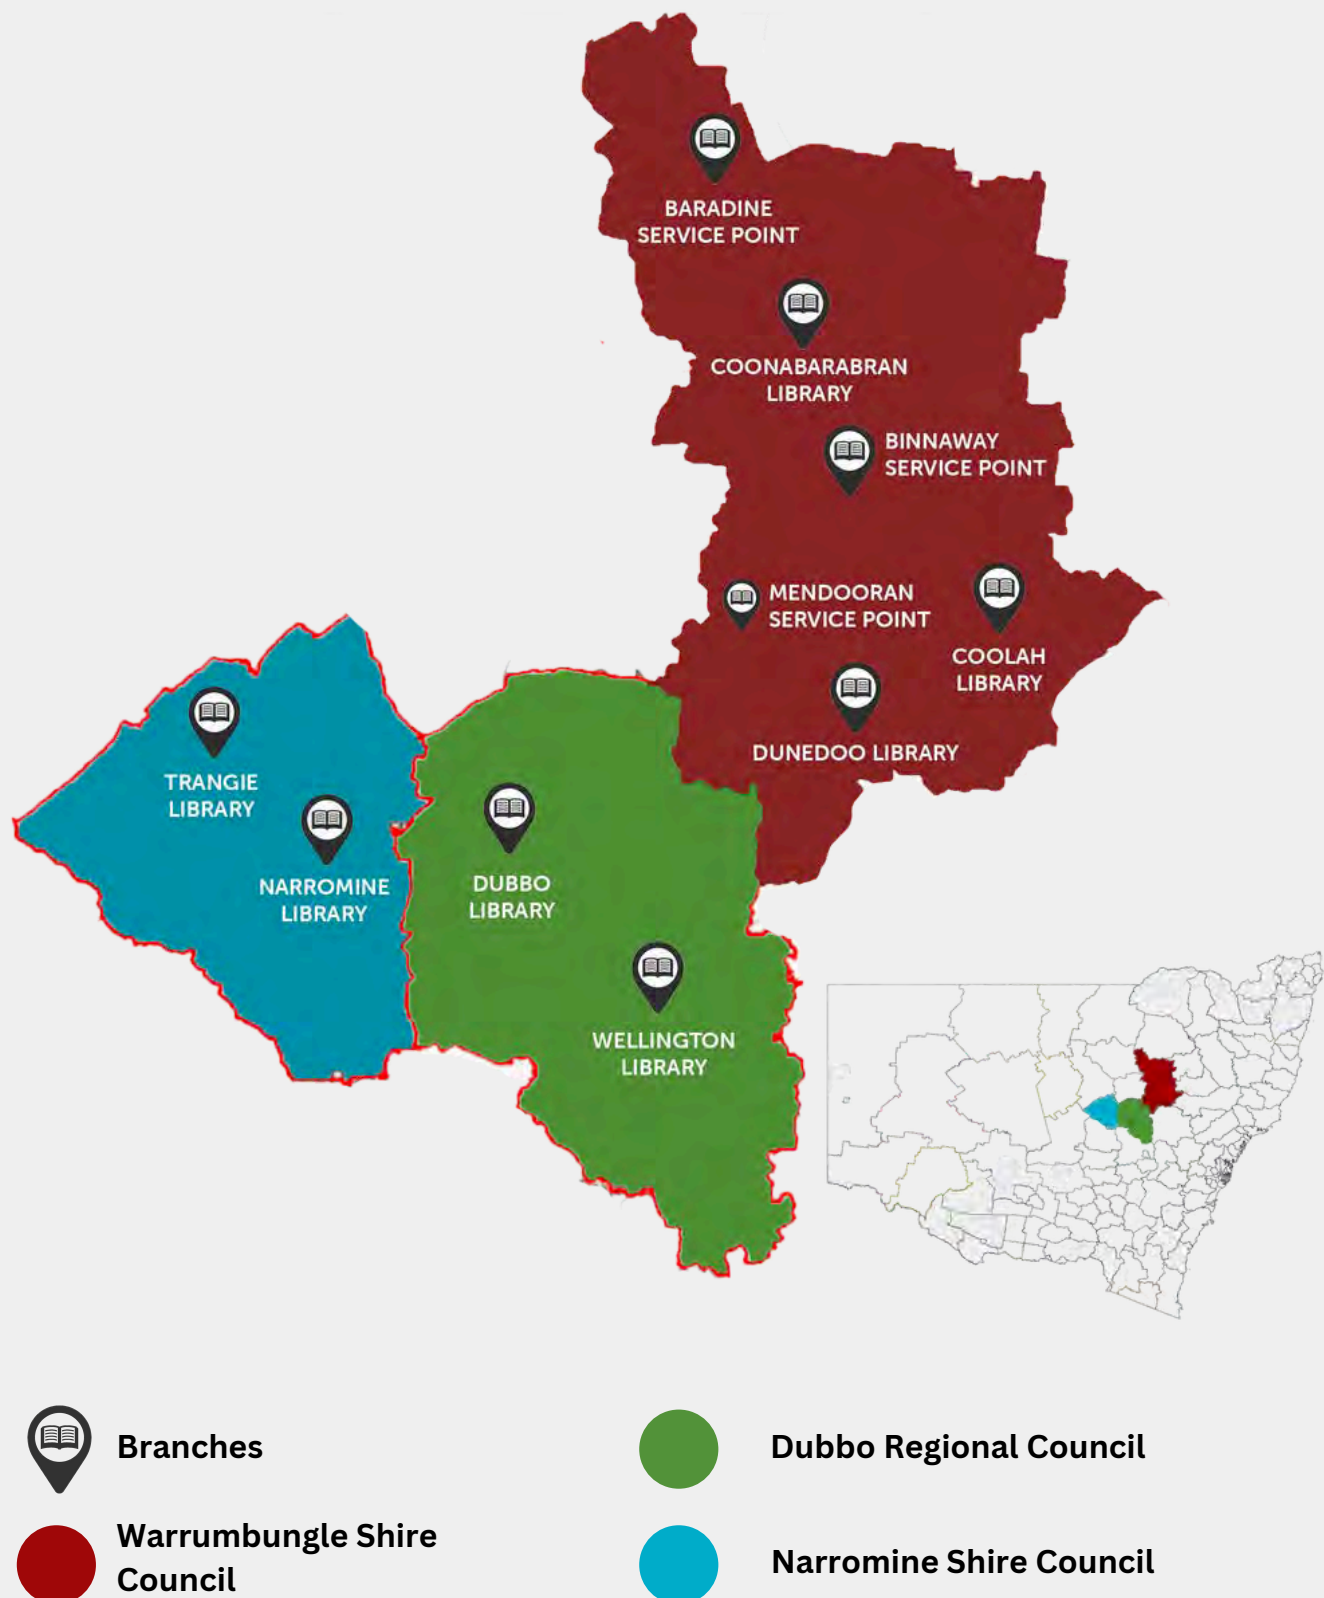 BARADINE
SERVICE POINT
COONABARABRAN
LIBRARY
BINNAWAY
SERVICE POINT
MENDOORAN
SERVICE POINT
COOLAH
LIBRARY
DUNEDOO LIBRARY
TRANGIE
LIBRARY
NARROMINE
LIBRARY
DUBBO
LIBRARY
WELLINGTON
LIBRARY
Branches
Dubbo Regional Council
Warrumbungle Shire
Council
Narromine Shire Council